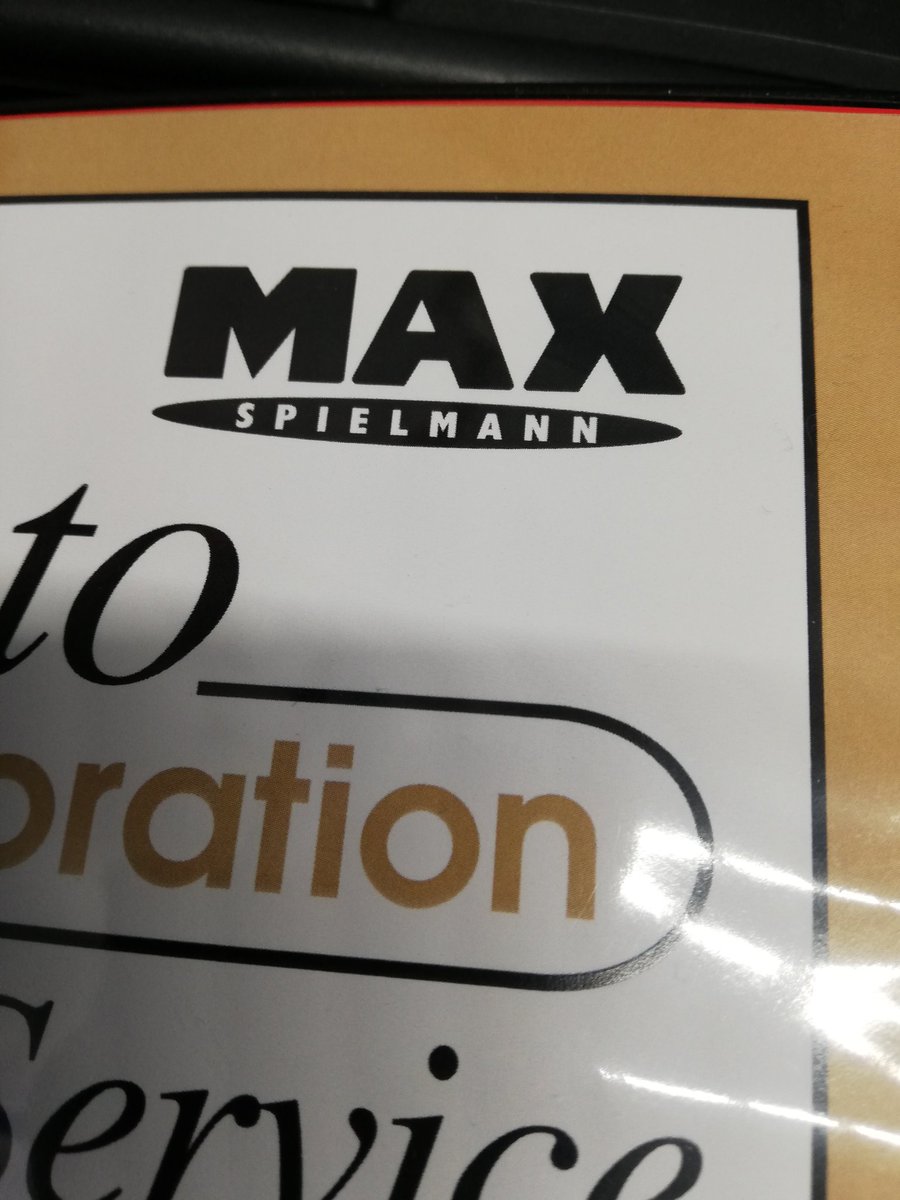 MAX
SPIELMANN
to
oration
Service